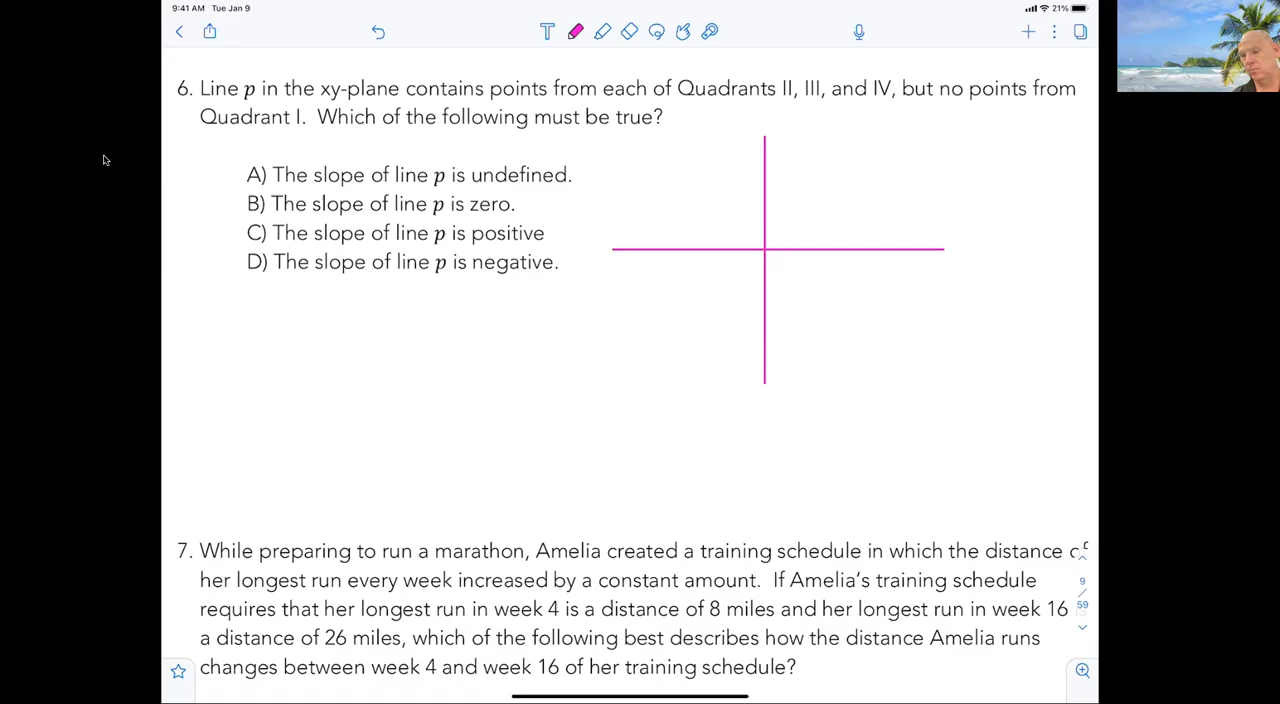 9:41 AM Tue Jan 9
21%
T
6. Line p in the xy-plane contains points from each of Quadrants II, III, and IV, but no points from
Quadrant I. Which of the following must be true?
A) The slope of line p is undefined.
B) The slope of line p is zero.
C) The slope of line p is positive
D) The slope of line p is negative.
7. While preparing to run a marathon, Amelia created a training schedule in which the distance of
her longest run every week increased by a constant amount. If Amelia's training schedule
requires that her longest run in week 4 is a distance of 8 miles and her longest run in week 16
a distance of 26 miles, which of the following best describes how the distance Amelia runs
changes between week 4 and week 16 of her training schedule?
9
/
59